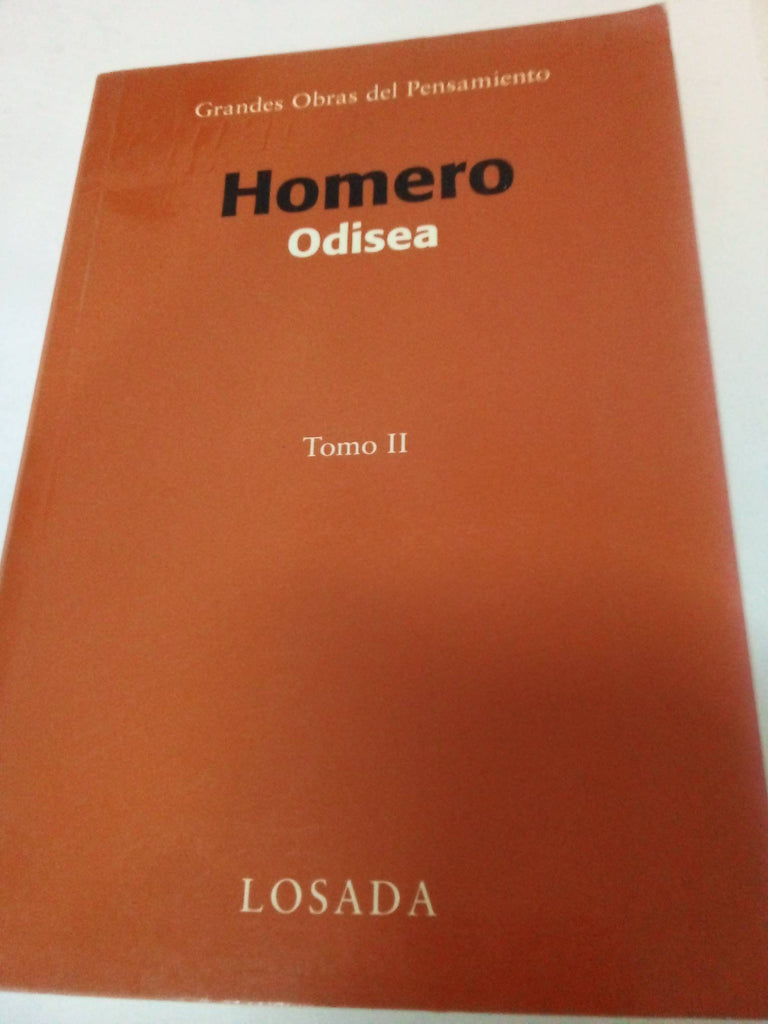 Grandes Obras del Pensamiento
Homero
Odisea
Tomo II
LOSADA